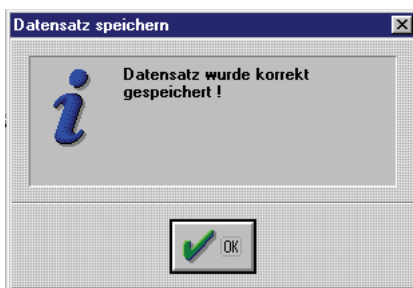 Datensatz speichern
Datensatz wurde korrekt
gespeichert !
OK